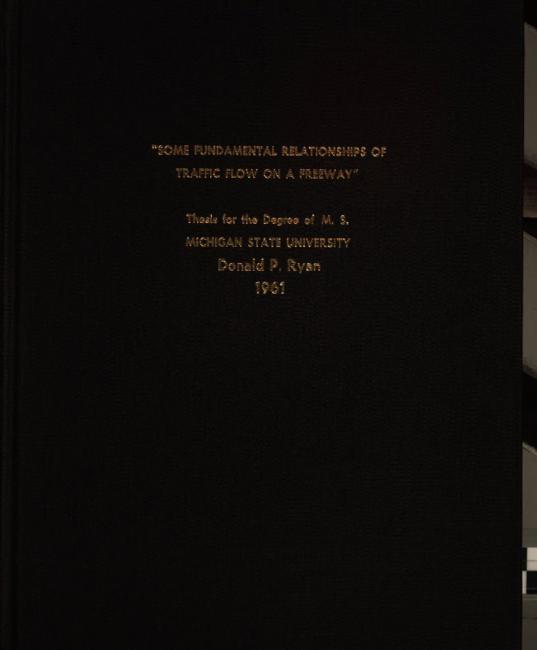 "SOME FUNDAMENTAL RELATIONSHIPS OF
TRAFFIC FLOW ON A FREEWAY"
Thesis for the Degree of M. S.
MICHIGAN STATE UNIVERSITY
Donald P. Ryan
1961